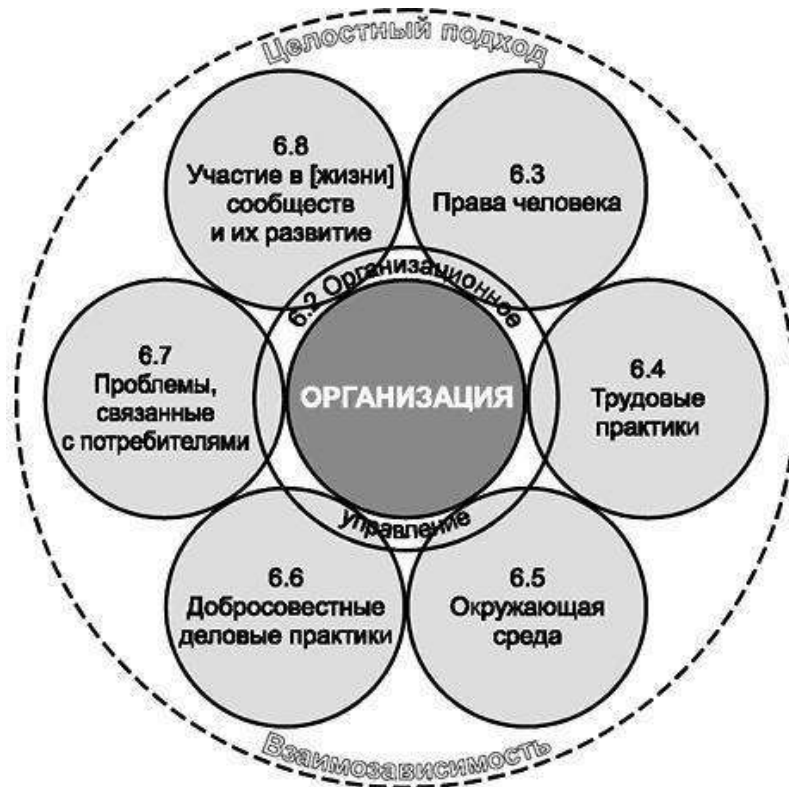 Целостный подход
6.8
Участие в [жизни]
сообществ
и их развитие
6.3
Права человека
6.2 Организационное
управление
ОРГАНИЗАЦИЯ
6.7
Проблемы,
связанные
с потребителями
6.4
Трудовые
практики
6.6
Добросовестные
деловые практики
6.5
Окружающая
среда
Взаимозависимость